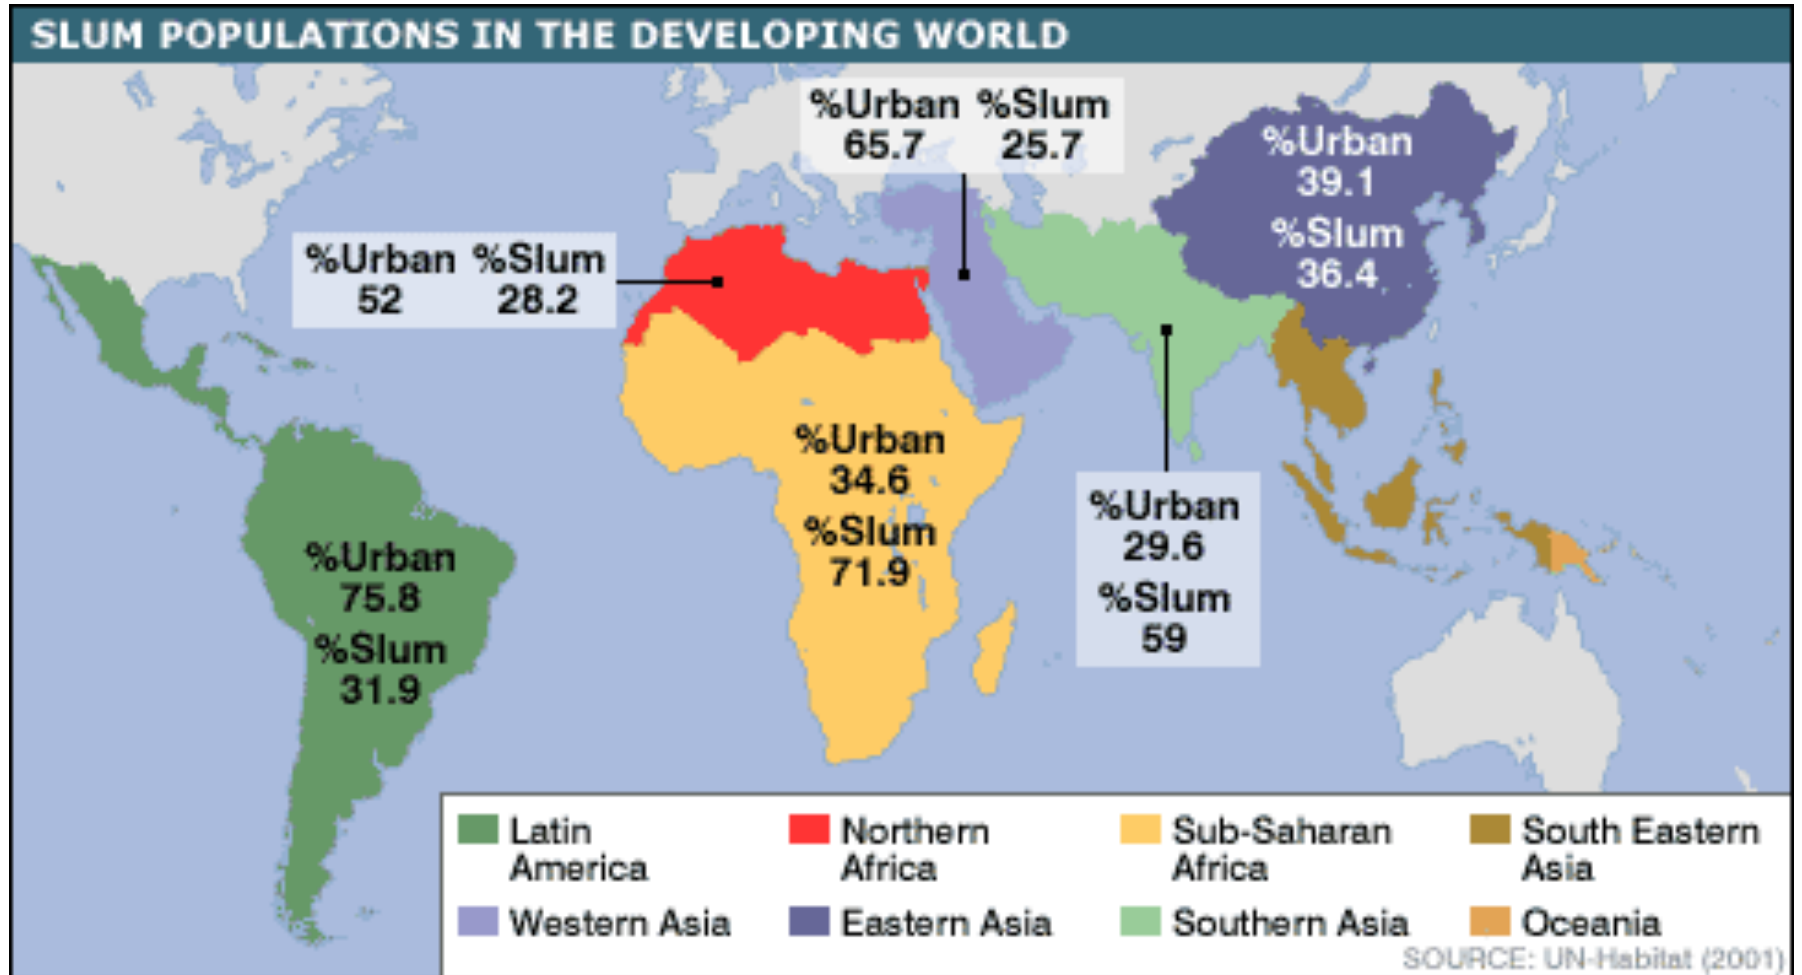 SLUM POPULATIONS IN THE DEVELOPING WORLD
%Urban %Slum
65.7 25.7
%Urban
39.1
%Slum
36.4
%Urban %Slum
52 28.2
%Urban
34.6
%Slum
71.9
%Urban
29.6
%Slum
59
%Urban
75.8
%Slum
31.9
Latin
America
Northern
Africa
Sub-Saharan
Africa
South Eastern
Asia
Western Asia
Eastern Asia
Southern Asia
Oceania
SOURCE: UN-Habitat (2001)